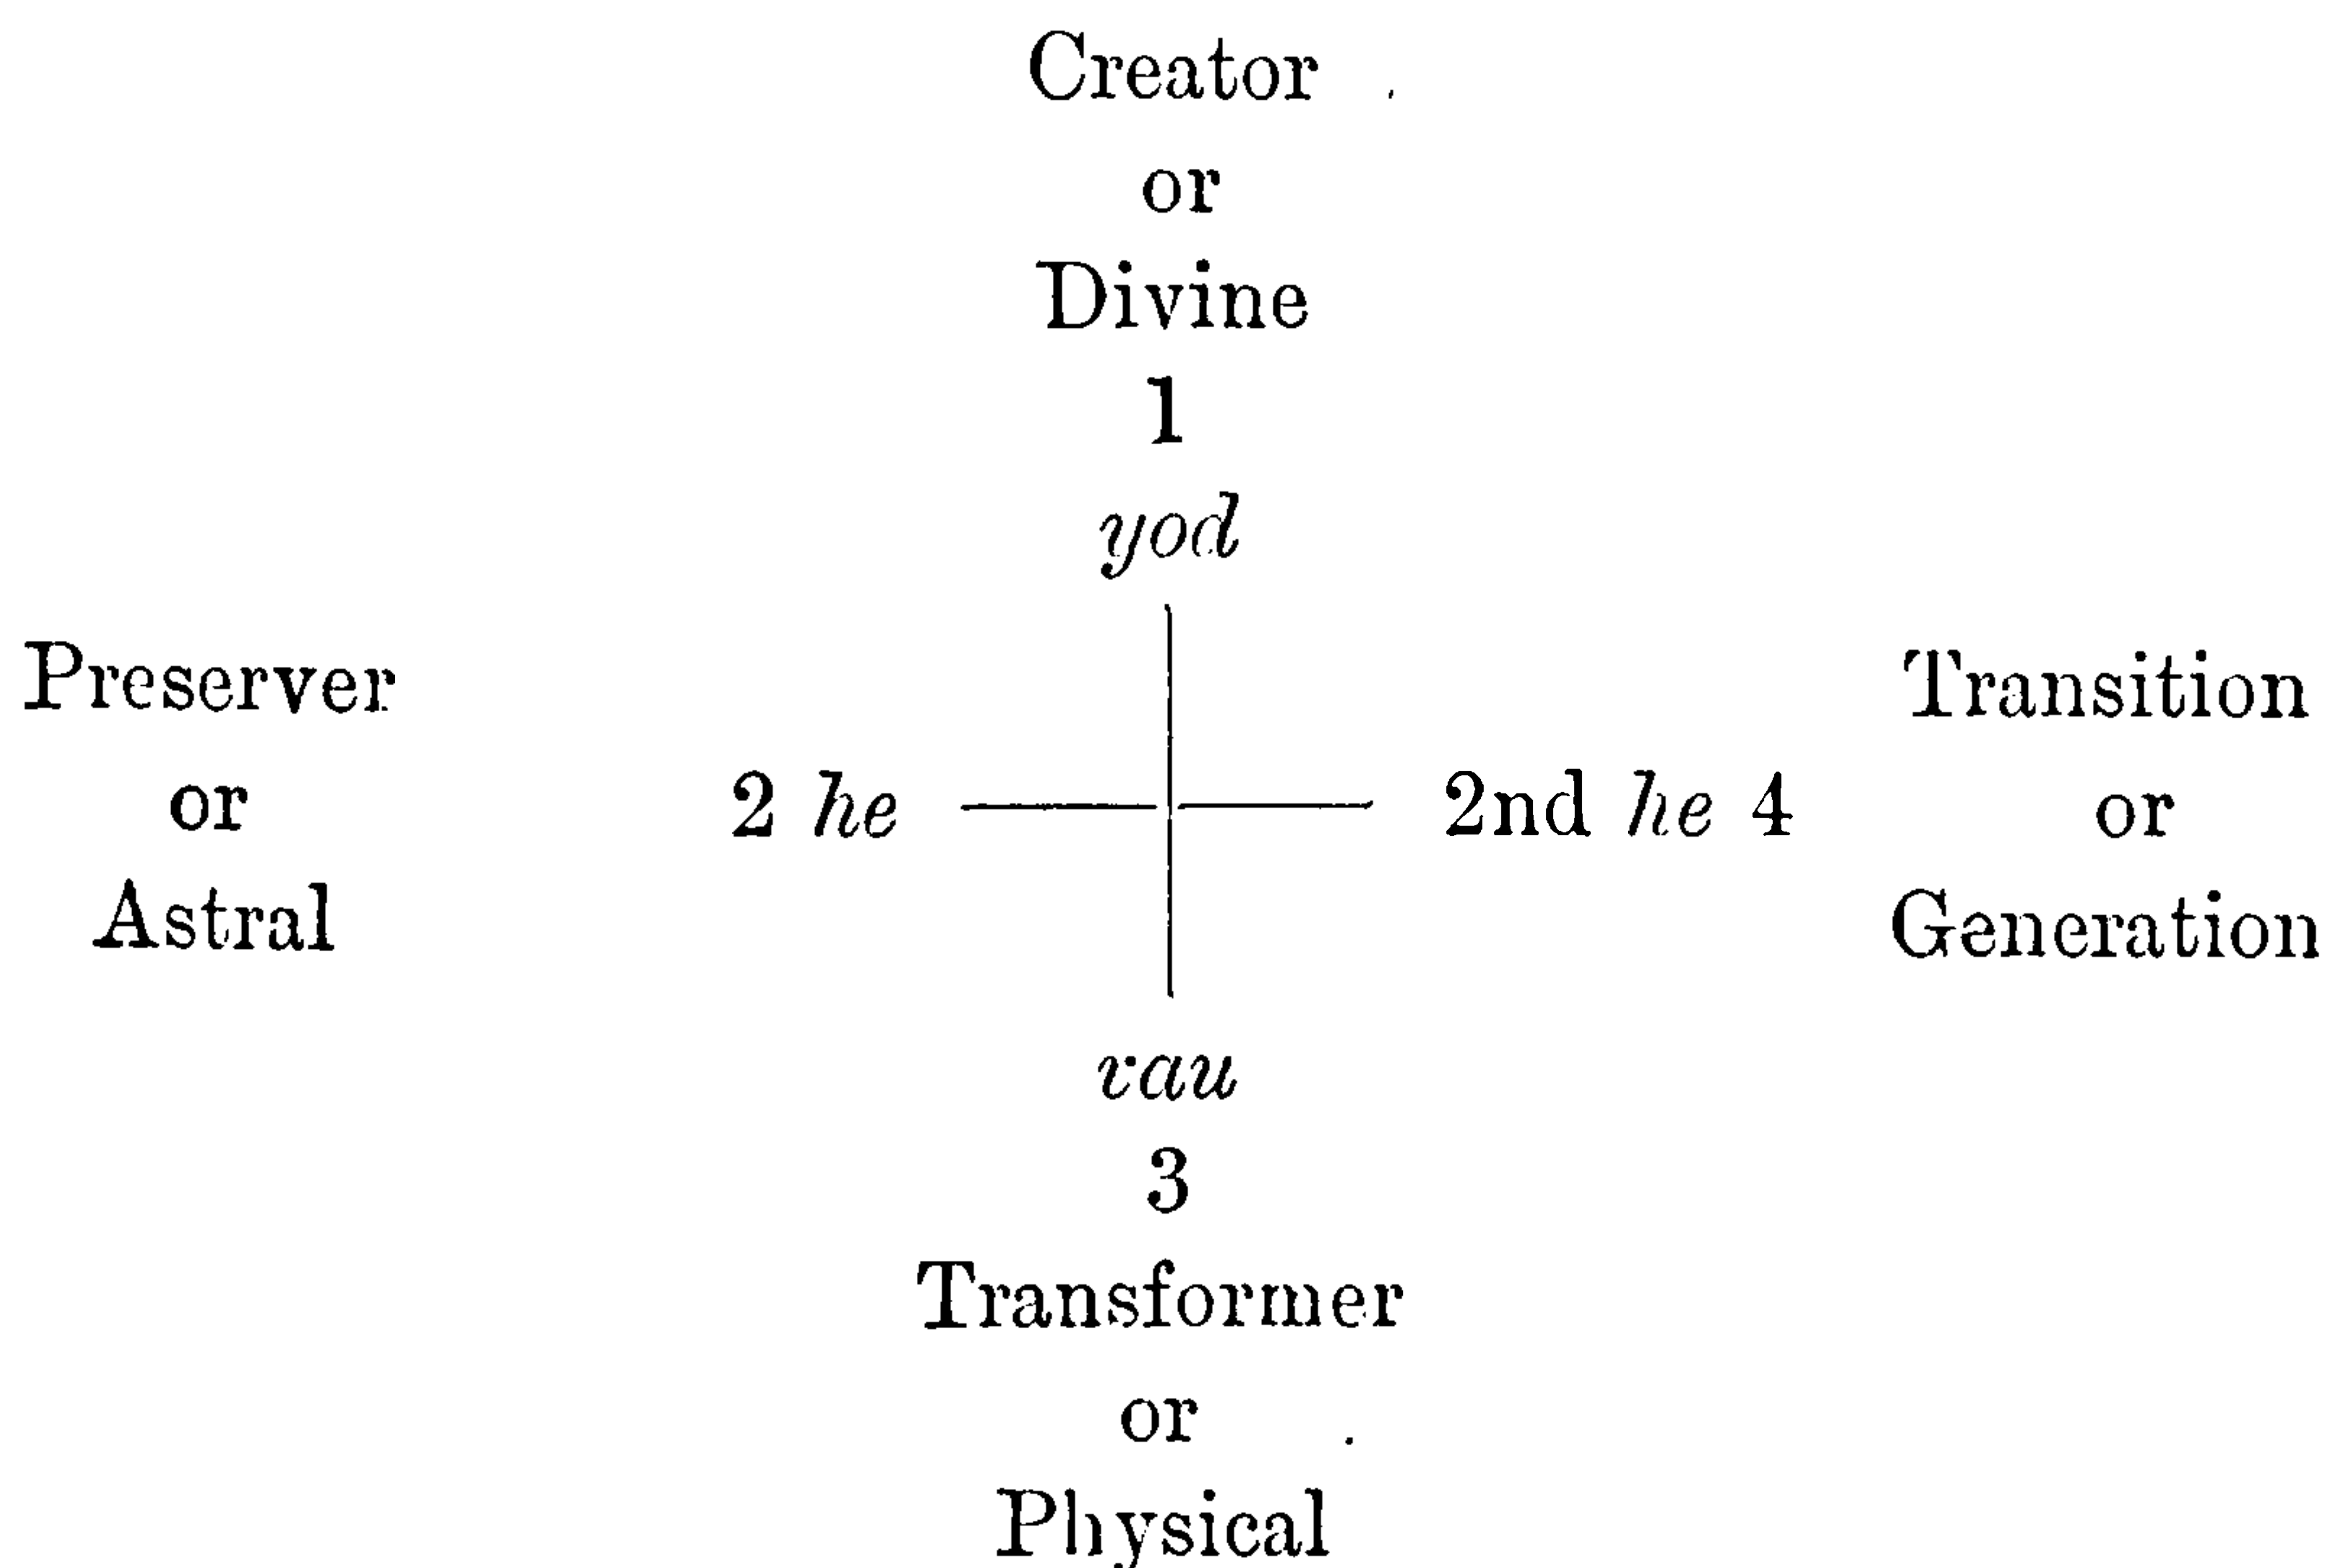 Creator
or
Divine
1
yod
Preserver
or
Astral
2 he
2nd he 4
Transition
or
Generation
vau
3
Transformer
or
Physical